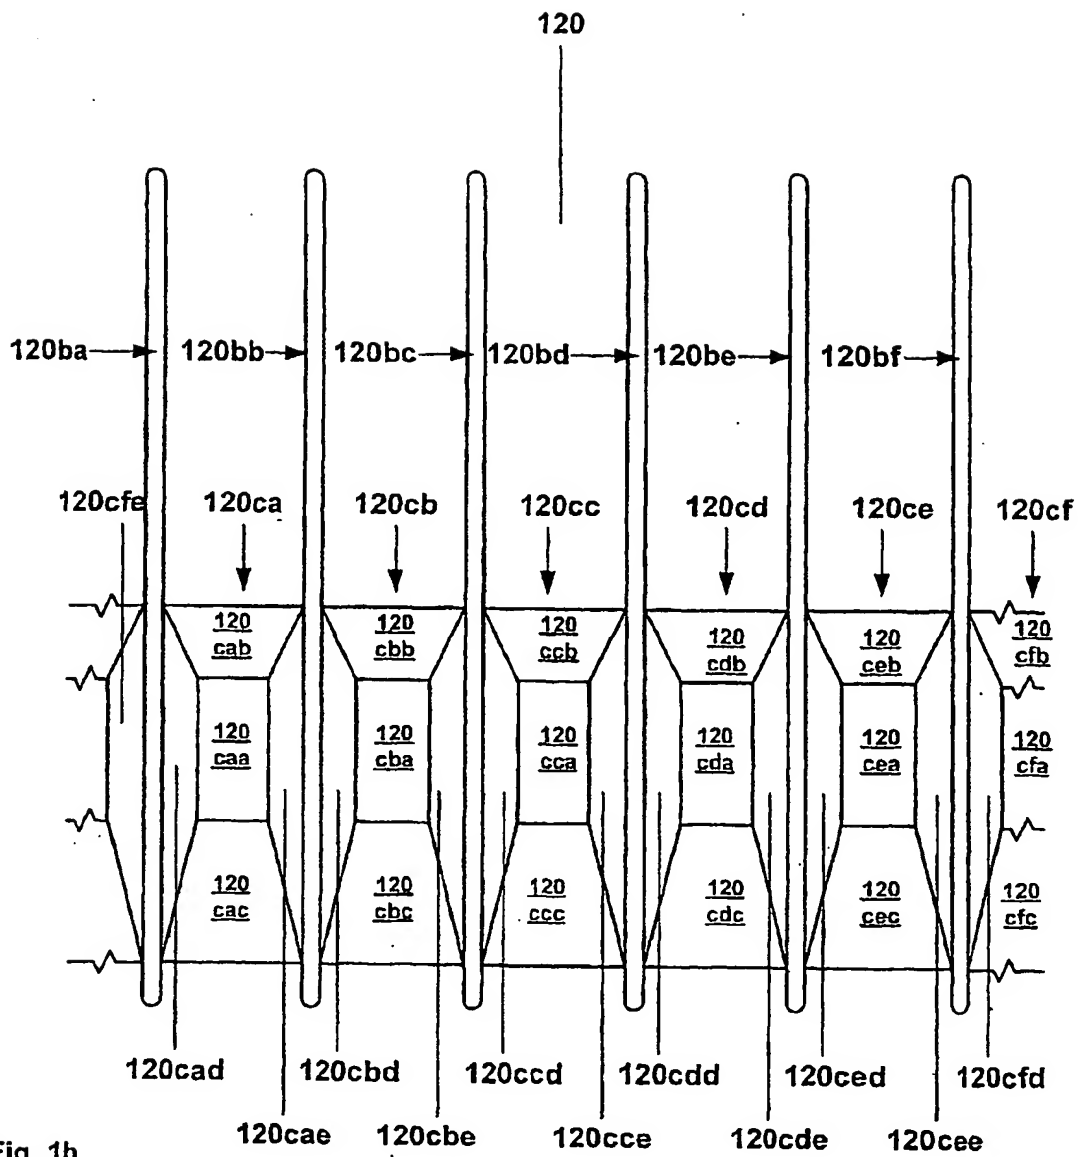 120
120ba 120bb 120bc 120bd 120be 120bf
120cfe 120ca 120cb 120cc 120cd 120ce 120cf
120 120 120 120 120 120
cab cbb ccb cdb ceb cfb
120 120 120 120 120 120
caa cba cca cda cea cfa
120 120 120 120 120 120
cac cbc ccc cdc cec cfc
120cad 120cbd 120ccd 120cdd 120ced 120cfd
120cae 120cbe 120cce 120cde 120cee
Fig. 1b